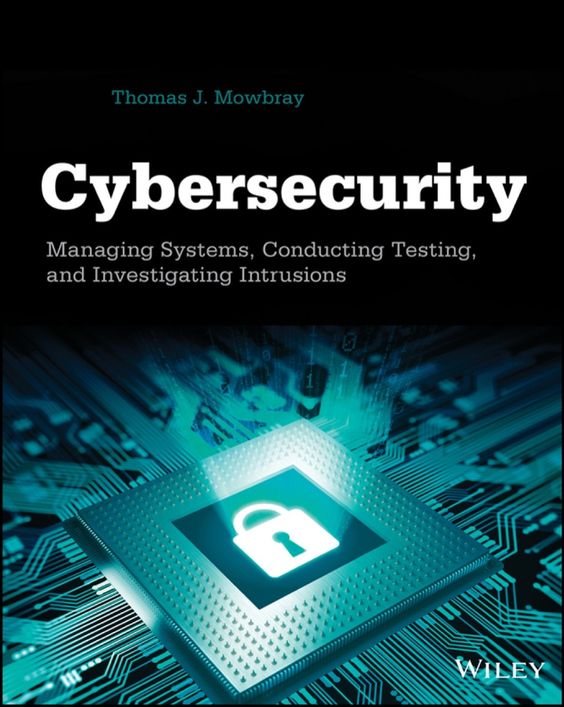 Thomas J. Mowbray
Cybersecurity
Managing Systems, Conducting Testing,
and Investigating Intrusions
WILEY